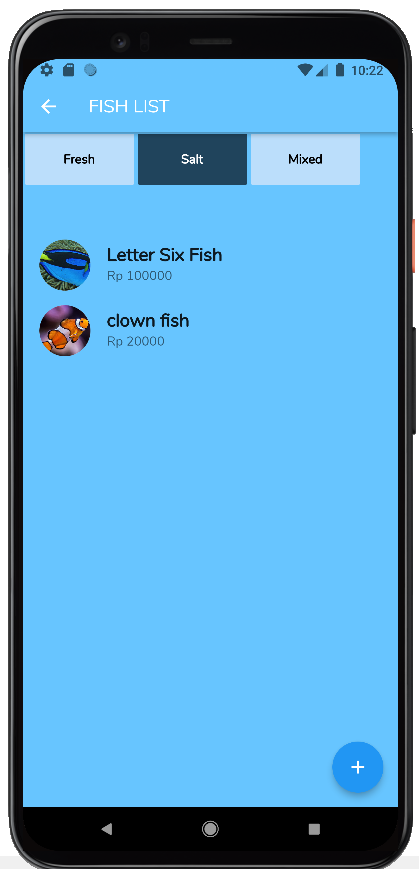 10:22
FISH LIST
Fresh Salt Mixed
Letter Six Fish
Rp 100000
clown fish
Rp 20000